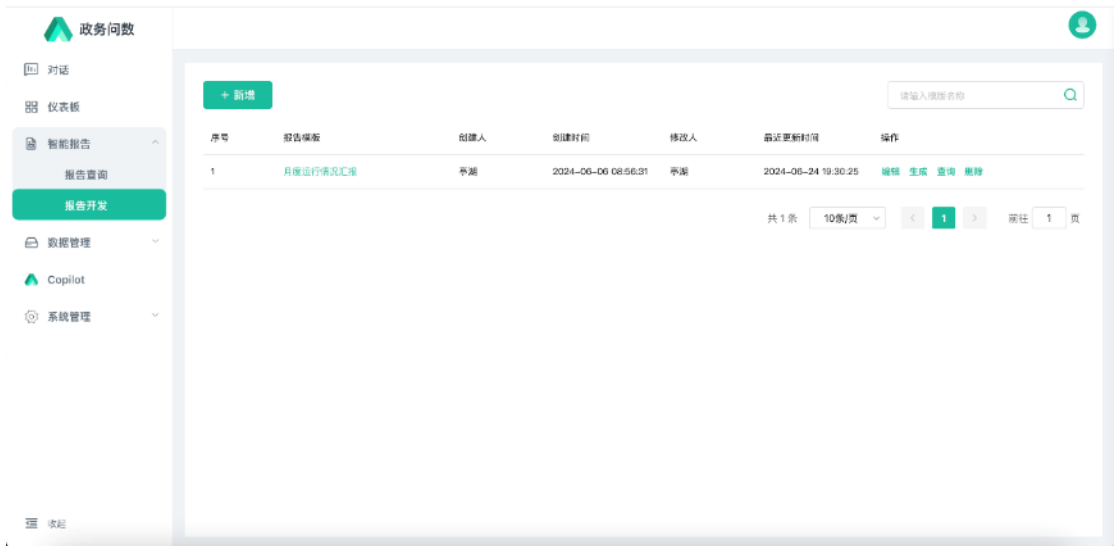 政务问数
对话
仪表板
智能报告
报告查询
报告开发
数据管理
Copilot
系统管理
收起
+ 新增
请输入模版名称
序号 报告模版 创建人 创建时间 修改人 最近更新时间 操作
1 月度运行情况汇报 亭湖 2024-06-06 08:56:31 亭湖 2024-06-24 19:30:25 编辑 生成 查询 删除
共 1 条 10条/页 < 1 > 前往 1 页